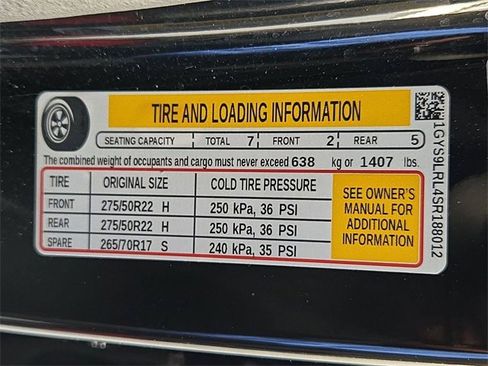 TIRE AND LOADING INFORMATION
SEATING CAPACITY TOTAL 7 FRONT 2 REAR 5
The combined weight of occupants and cargo must never exceed 638 kg or 1407 lbs.
TIRE ORIGINAL SIZE COLD TIRE PRESSURE
FRONT 275/50R22 H 250 kPa, 36 PSI
REAR 275/50R22 H 250 kPa, 36 PSI
SPARE 265/70R17 S 240 kPa, 35 PSI
SEE OWNER'S
MANUAL FOR
ADDITIONAL
INFORMATION
1GYS9LRL4SR188012